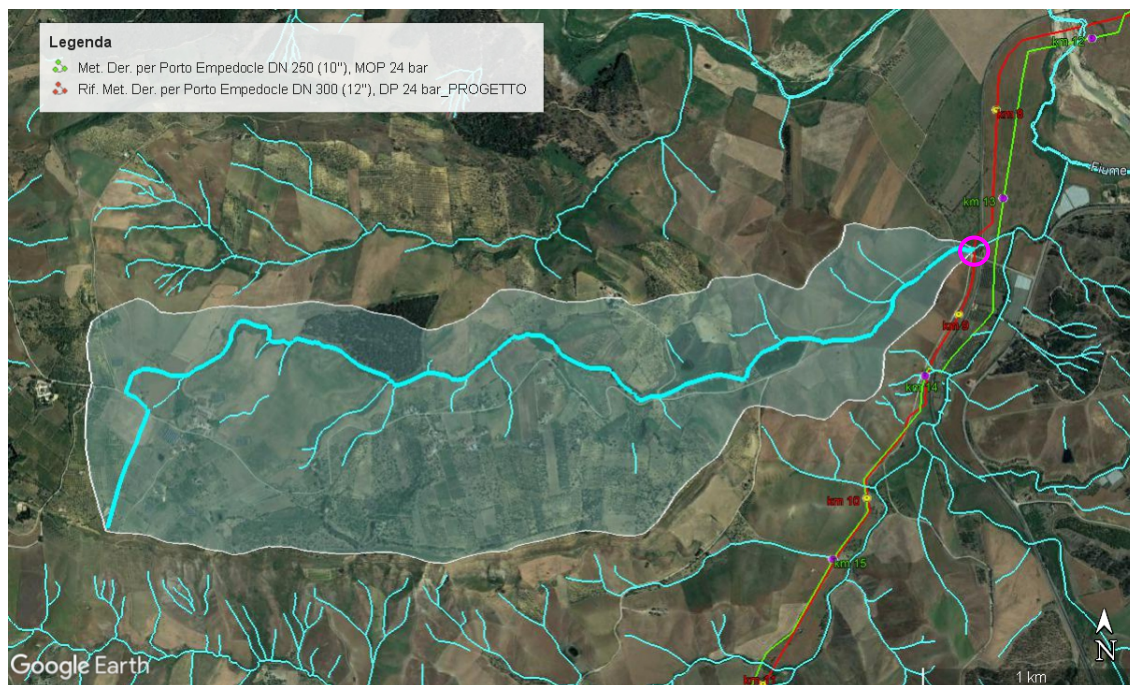 Legenda
Met. Der. per Porto Empedocle DN 250 (10"), MOP 24 bar
Rif. Met. Der. per Porto Empedocle DN 300 (12"), DP 24 bar_PROGETTO
km 12
km 8
Fiume
km 13
km 9
km 14
km 10
km 15
N
Google Earth
1 km